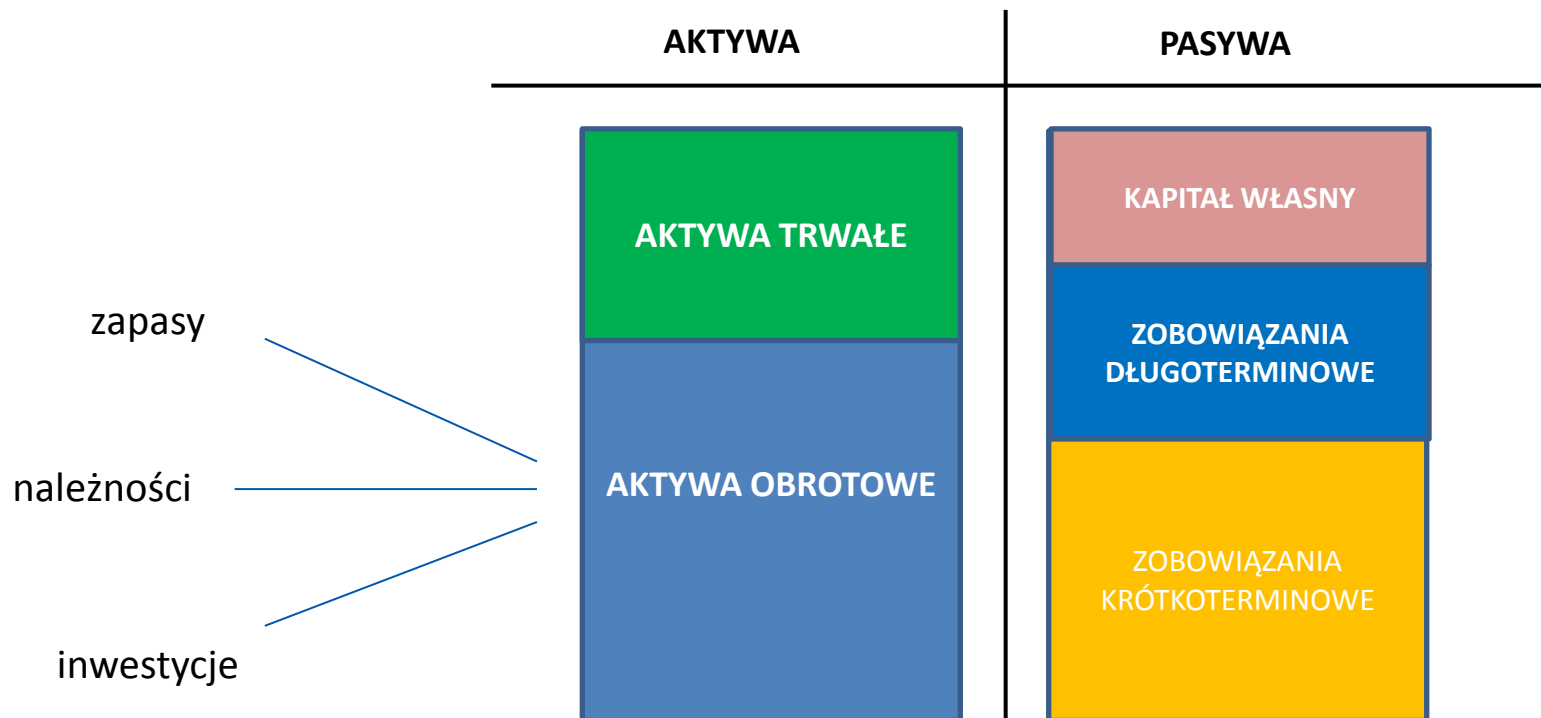 AKTYWA
PASYWA
AKTYWA TRWAŁE
KAPITAŁ WŁASNY
zapasy
ZOBOWIĄZANIA
DŁUGOTERMINOWE
należności
AKTYWA OBROTOWE
ZOBOWIĄZANIA
KRÓTKOTERMINOWE
inwestycje